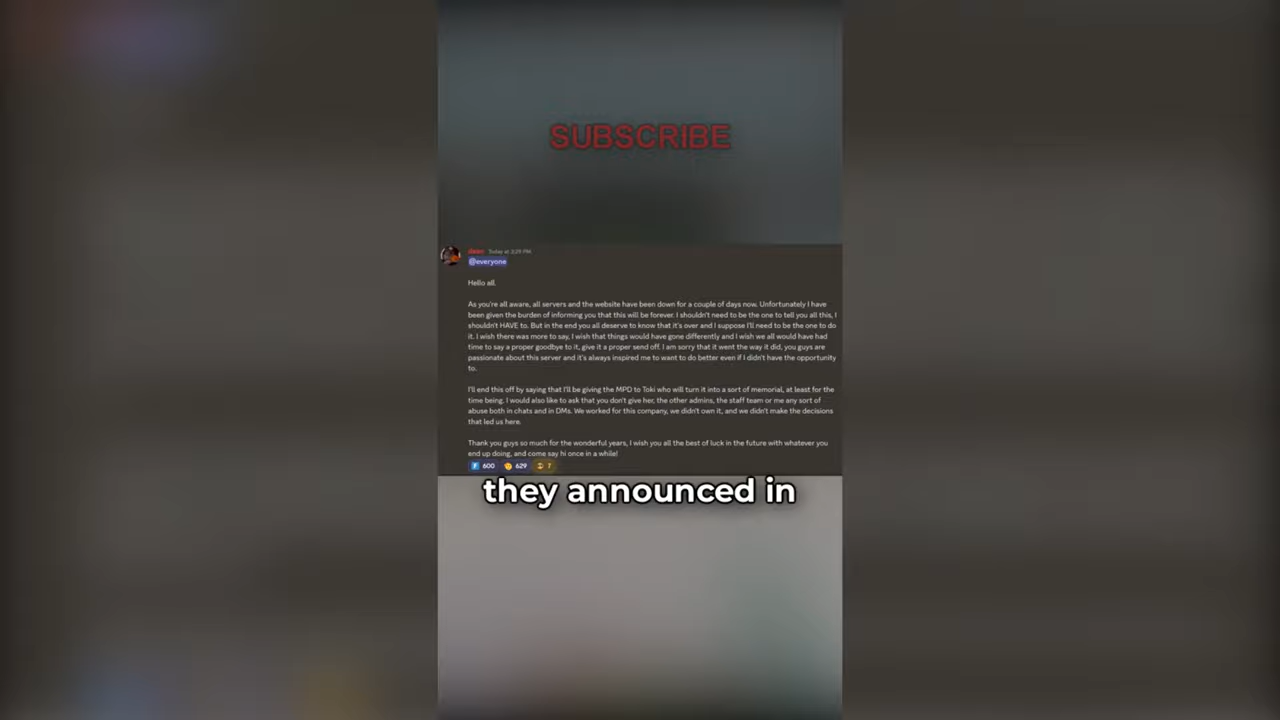 SUBSCRIBE
dean Today at 3:29 PM
@everyone
Hello all.
As you're all aware, all servers and the website have been down for a couple of days now. Unfortunately I have
been given the burden of informing you that this will be forever. I shouldn't need to be the one to tell you all this, I
shouldn't HAVE to. But in the end you all deserve to know that it's over and I suppose I'll need to be the one to do
it. I wish there was more to say, I wish that things would have gone differently and I wish we all would have had
time to say a proper goodbye to it, give it a proper send off. I am sorry that it went the way it did, you guys are
passionate about this server and it's always inspired me to want to do better even if I didn't have the opportunity
to.
I'll end this off by saying that I'll be giving the MPD to Toki who will turn it into a sort of memorial, at least for the
time being. I would also like to ask that you don't give her, the other admins, the staff team or me any sort of
abuse both in chats and in DMs. We worked for this company, we didn't own it, and we didn't make the decisions
that led us here.
Thank you guys so much for the wonderful years, I wish you all the best of luck in the future with whatever you
end up doing, and come say hi once in a while!
F 600 629 7
they announced in